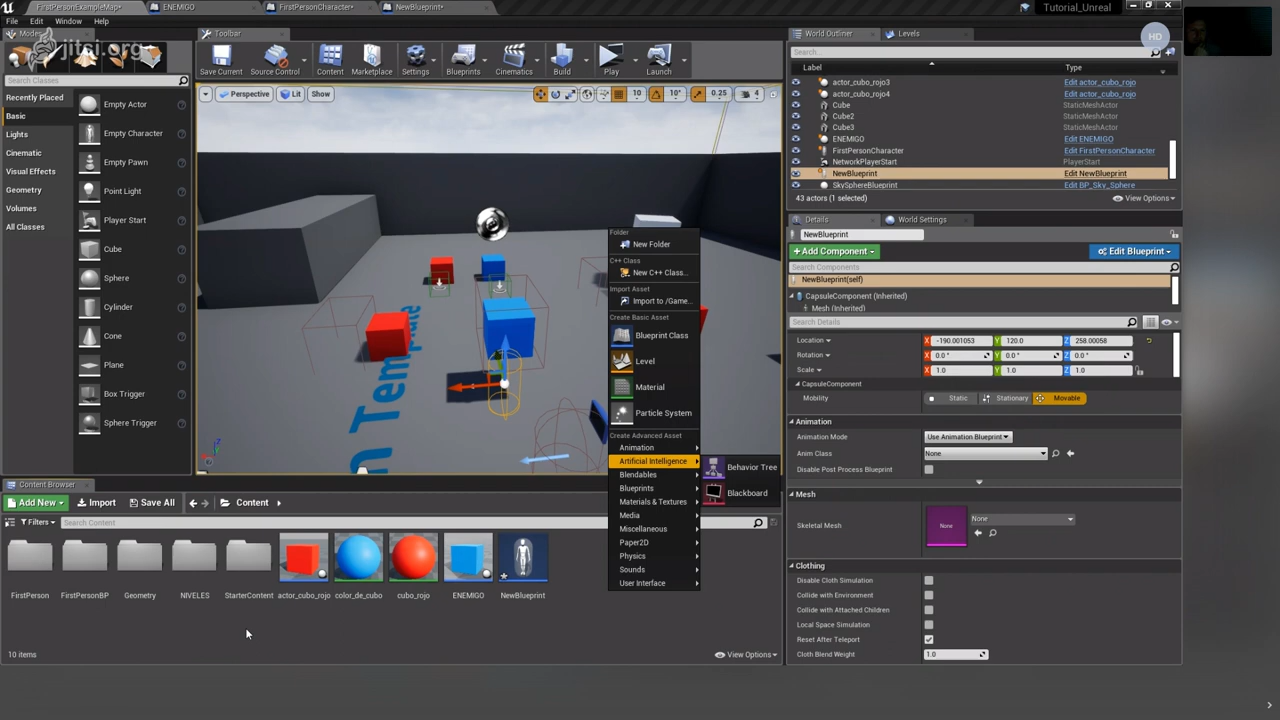 FirstPersonExampleMap*
ENEMIGO
FirstPersonCharacter*
NewBlueprint*
Tutorial_Unreal
File Edit Window Help
HD
Modes
jitsi.org
Toolbar
World Outliner
Levels
Search Classes
Save Current
Source Control
Content
Marketplace
Settings
Blueprints
Cinematics
Build
Play
Launch
Search...
Label
Type
actor_cubo_rojo3 Edit actor_cubo_rojo
actor_cubo_rojo4 Edit actor_cubo_rojo
Cube StaticMeshActor
Cube2 StaticMeshActor
Cube3 StaticMeshActor
ENEMIGO Edit ENEMIGO
FirstPersonCharacter Edit FirstPersonCharacter
NetworkPlayerStart PlayerStart
NewBlueprint Edit NewBlueprint
SkySphereBlueprint Edit BP_Sky_Sphere
43 actors (1 selected)
View Options
Recently Placed
Basic
Lights
Cinematic
Visual Effects
Geometry
Volumes
All Classes
Empty Actor
Empty Character
Empty Pawn
Point Light
Player Start
Cube
Sphere
Cylinder
Cone
Plane
Box Trigger
Sphere Trigger
Perspective
Lit
Show
10
10°
0.25
4
Folder
New Folder
C++ Class
New C++ Class...
Import Asset
Import to /Game...
Create Basic Asset
Blueprint Class
Level
Material
Particle System
Create Advanced Asset
Animation
Artificial Intelligence
Blendables
Blueprints
Materials & Textures
Media
Miscellaneous
Paper2D
Physics
Sounds
User Interface
Behavior Tree
Blackboard
Details
World Settings
NewBlueprint
+Add Component
Edit Blueprint
Search Components
NewBlueprint(self)
CapsuleComponent (Inherited)
Mesh (Inherited)
Search Details
Location X -190.001053 Y 120.0 Z 258.00058
Rotation X 0.0° Y 0.0° Z 0.0°
Scale X 1.0 Y 1.0 Z 1.0
CapsuleComponent
Mobility Static Stationary Movable
Animation
Animation Mode Use Animation Blueprint
Anim Class None
Disable Post Process Blueprint
Mesh
Skeletal Mesh None None
Clothing
Disable Cloth Simulation
Collide with Environment
Collide with Attached Children
Local Space Simulation
Reset After Teleport
Cloth Blend Weight 1.0
Content Browser
Add New
Import
Save All
Content
Filters
Search Content
FirstPerson
FirstPersonBP
Geometry
NIVELES
StarterContent
actor_cubo_rojo
color_de_cubo
cubo_rojo
ENEMIGO
NewBlueprint
10 items
View Options